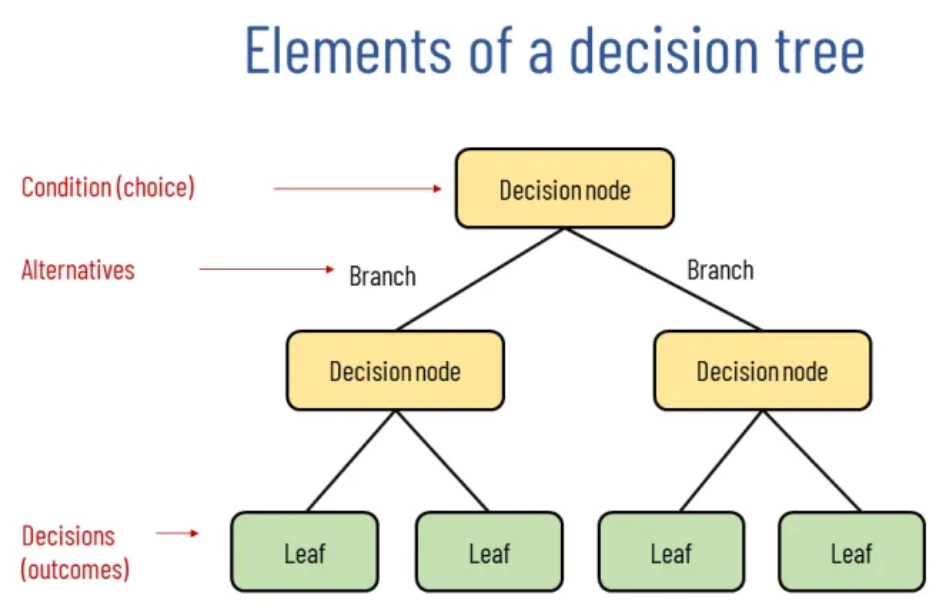 Elements of a decision tree
Condition (choice)
Decision node
Alternatives
Branch
Branch
Decision node
Decision node
Decisions
(outcomes)
Leaf
Leaf
Leaf
Leaf